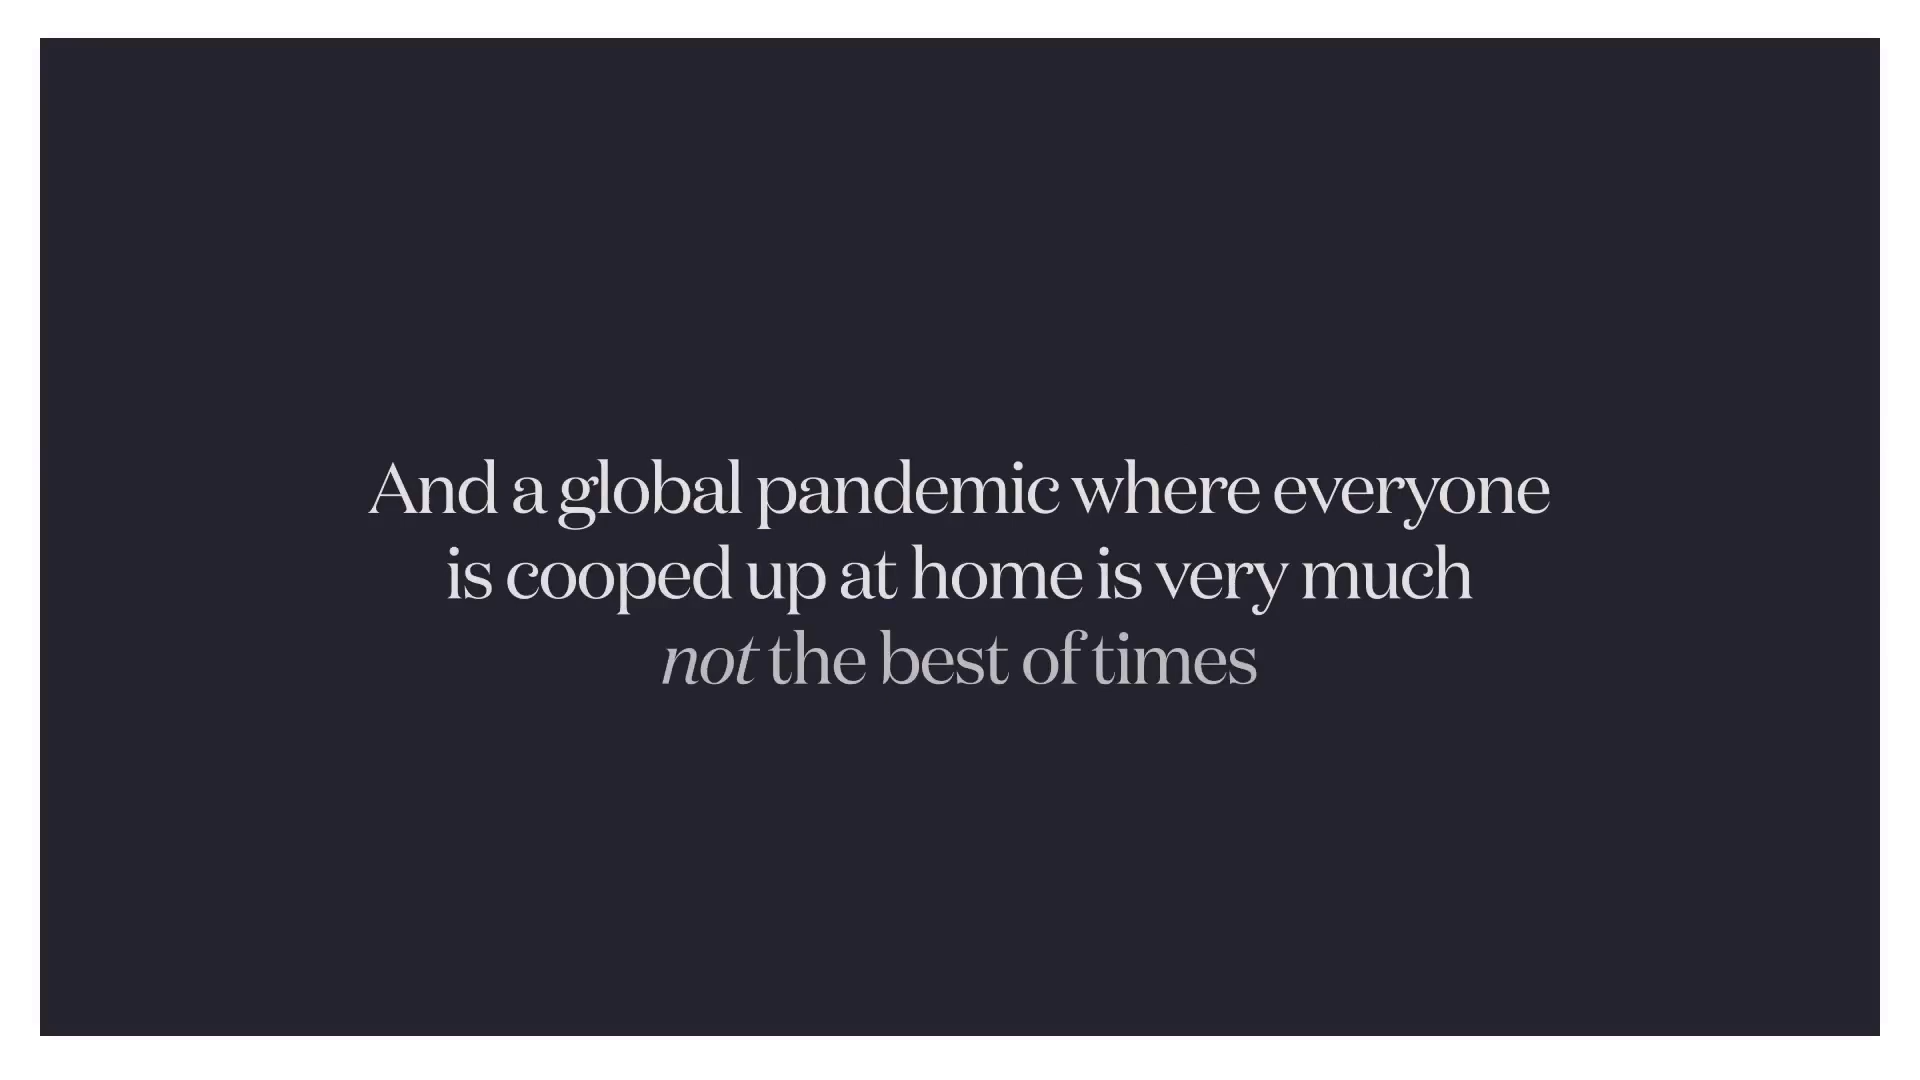 And a global pandemic where everyone
is cooped up at home is very much
not the best of times